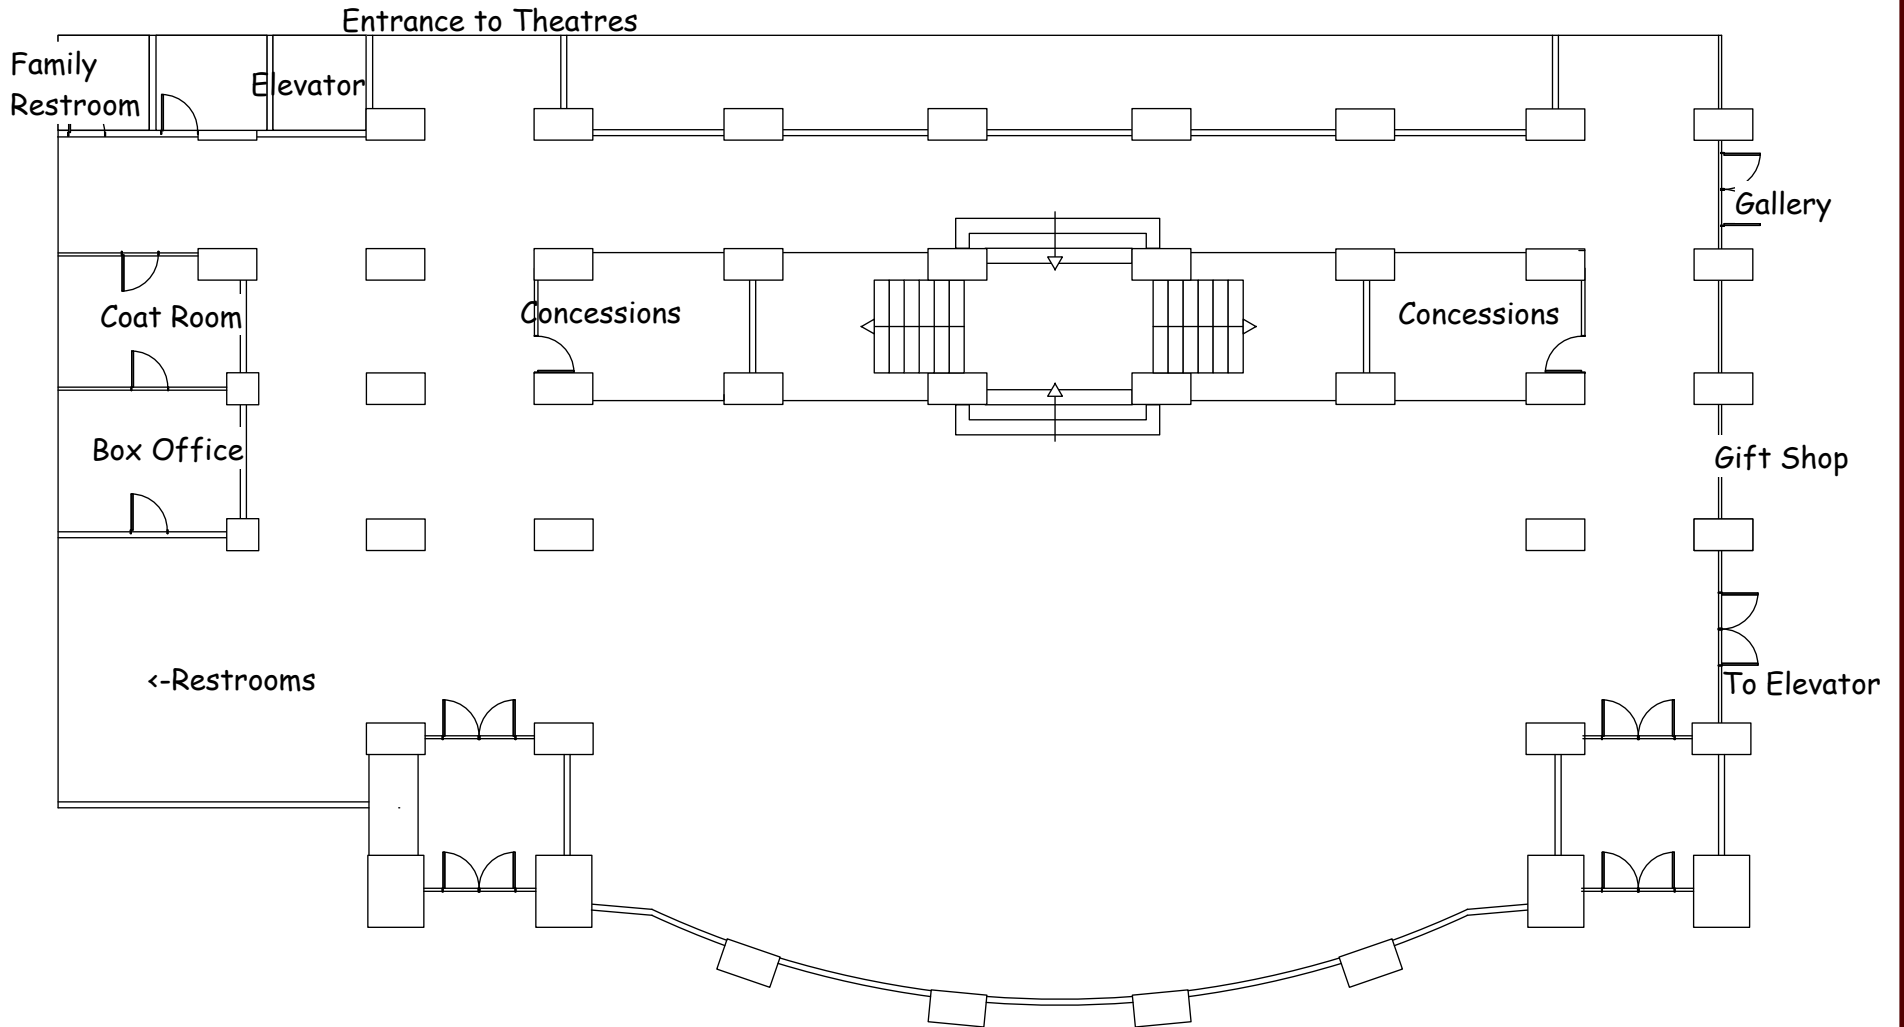 Entrance to Theatres
Family
Restroom
Elevator
Gallery
Coat Room
Concessions
Concessions
Box Office
Gift Shop
<-Restrooms
To Elevator